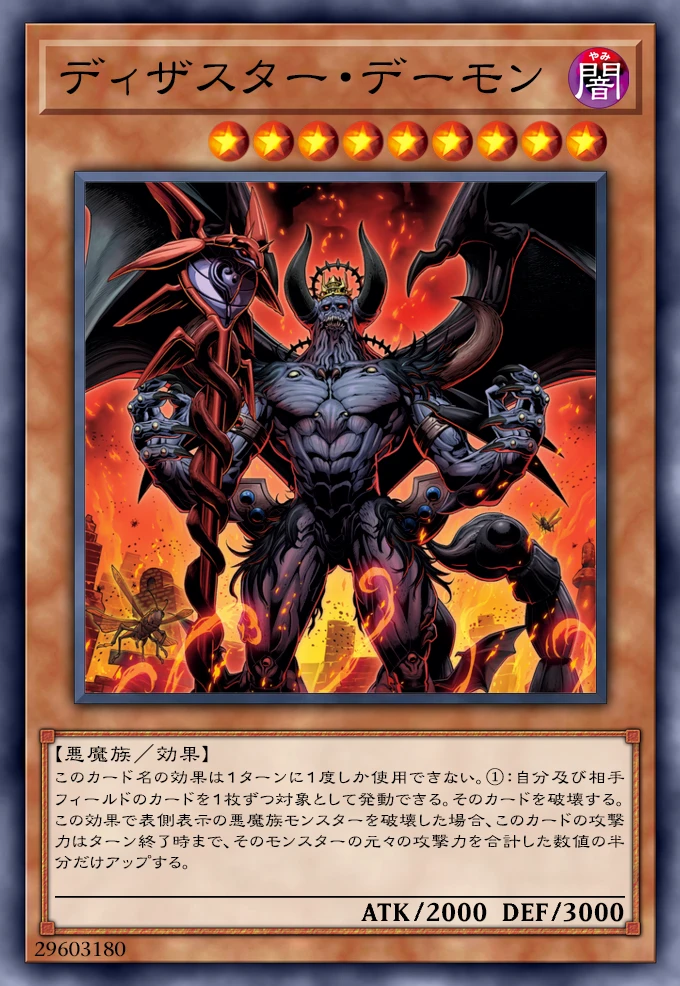 ディザスター・デーモン
やみ
闇
【悪魔族／効果】
このカード名の効果は１ターンに１度しか使用できない。①：自分及び相手
フィールドのカードを１枚ずつ対象として発動できる。そのカードを破壊する。
この効果で表側表示の悪魔族モンスターを破壊した場合、このカードの攻撃
力はターン終了時まで、そのモンスターの元々の攻撃力を合計した数値の半
分だけアップする。
ATK/2000 DEF/3000
29603180